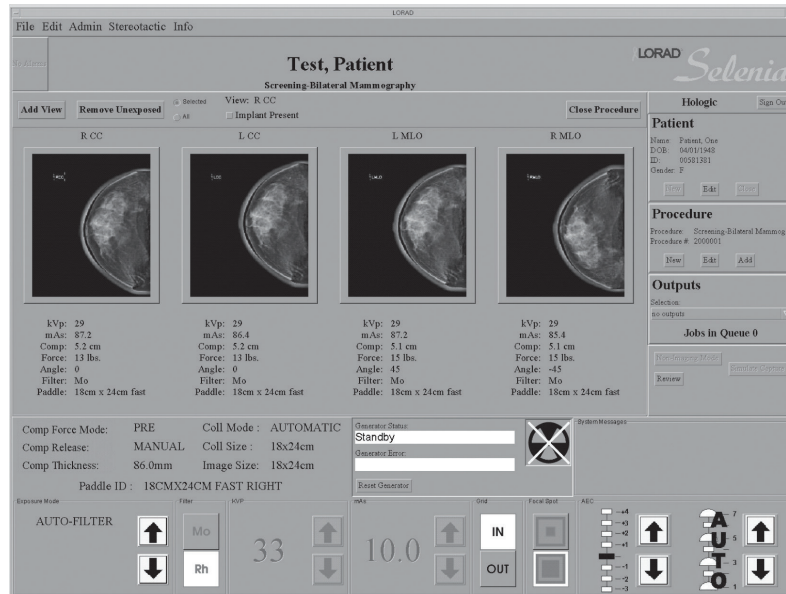 LORAD
File Edit Admin Stereotactic Info
Test, Patient
Screening-Bilateral Mammography
LORAD
Selenia
Add View
Remove Unexposed
Selected
All
View: R CC
Implant Present
Close Procedure
Hologic
Sign Ou
R CC
L CC
L MLO
R MLO
Patient
Name: Patient, One
DOB: 04/01/1948
ID: 00581381
Gender: F
New Edit Close
Procedure
Procedure: Screening-Bilateral Mammog
Procedure #: 2000001
New Edit Add
Outputs
Selection:
no outputs
Jobs in Queue 0
Non-Imaging Mode
Simulate Capture
Review
kVp: 29
mAs: 87.2
Comp: 5.2 cm
Force: 13 lbs.
Angle: 0
Filter: Mo
Paddle: 18cm x 24cm fast
kVp: 29
mAs: 86.4
Comp: 5.2 cm
Force: 13 lbs.
Angle: 0
Filter: Mo
Paddle: 18cm x 24cm fast
kVp: 29
mAs: 87.2
Comp: 5.1 cm
Force: 15 lbs.
Angle: 45
Filter: Mo
Paddle: 18cm x 24cm fast
kVp: 29
mAs: 85.4
Comp: 5.1 cm
Force: 15 lbs.
Angle: -45
Filter: Mo
Paddle: 18cm x 24cm fast
Comp Force Mode: PRE
Comp Release: MANUAL
Comp Thickness: 86.0mm
Coll Mode : AUTOMATIC
Coll Size : 18x24cm
Image Size: 18x24cm
Paddle ID : 18CMX24CM FAST RIGHT
Generator Status:
Standby
Generator Error:
Reset Generator
System Messages
Exposure Mode
AUTO-FILTER
Filter
Mo
Rh
kVP
33
mAs
10.0
Grid
IN
OUT
Focal Spot
AEC
+4
+3
+2
+1
-1
-2
-3
AUTO
7
5
3
1